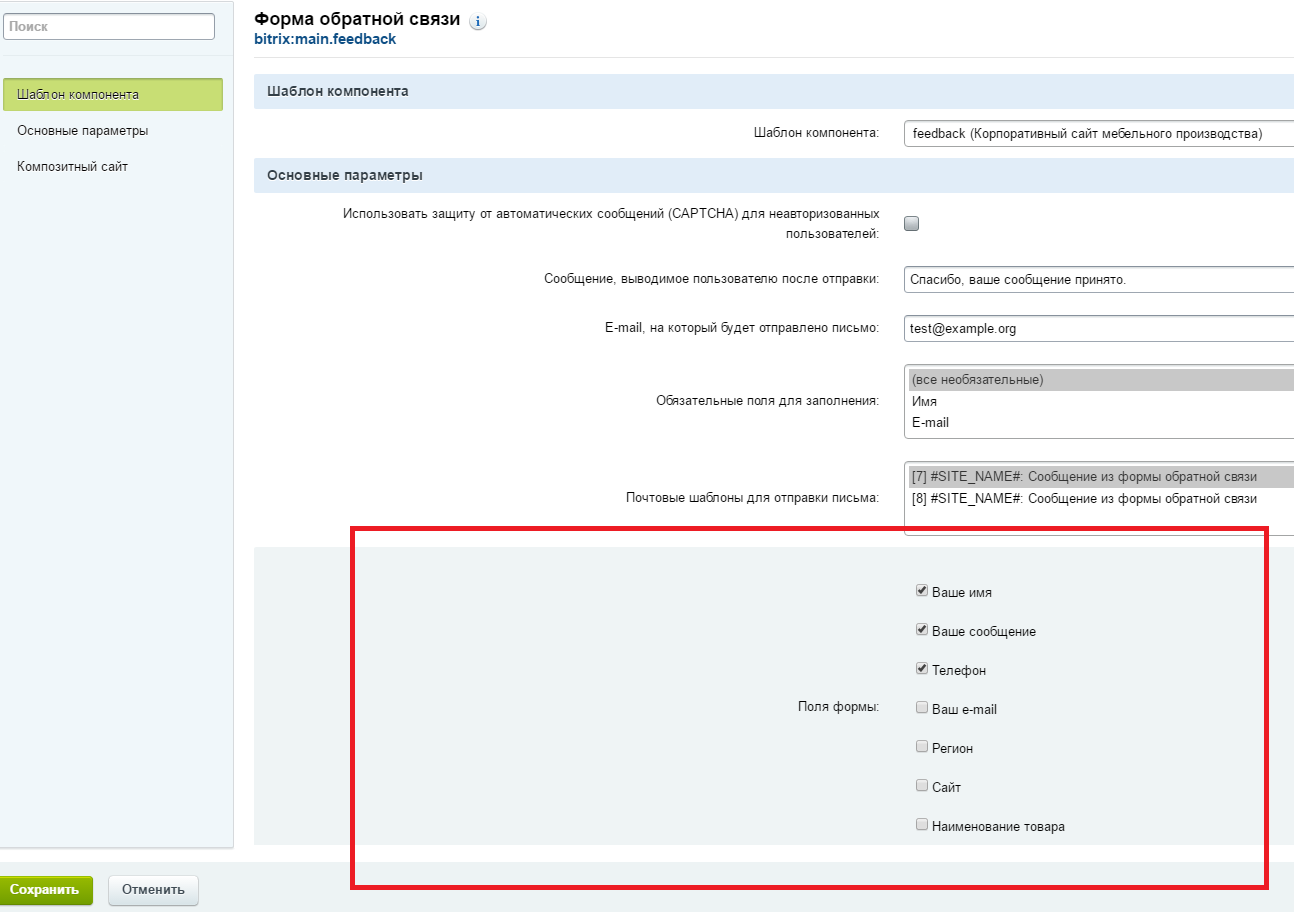 Поиск
Шаблон компонента
Основные параметры
Композитный сайт
Форма обратной связи i
bitrix:main.feedback
Шаблон компонента
Шаблон компонента: feedback (Корпоративный сайт мебельного производства)
Основные параметры
Использовать защиту от автоматических сообщений (CAPTCHA) для неавторизованных
пользователей:
Сообщение, выводимое пользователю после отправки: Спасибо, ваше сообщение принято.
E-mail, на который будет отправлено письмо: test@example.org
Обязательные поля для заполнения:
(все необязательные)
Имя
E-mail
Почтовые шаблоны для отправки письма:
[7] #SITE_NAME#: Сообщение из формы обратной связи
[8] #SITE_NAME#: Сообщение из формы обратной связи
Поля формы:
Ваше имя
Ваше сообщение
Телефон
Ваш e-mail
Регион
Сайт
Наименование товара
Сохранить
Отменить